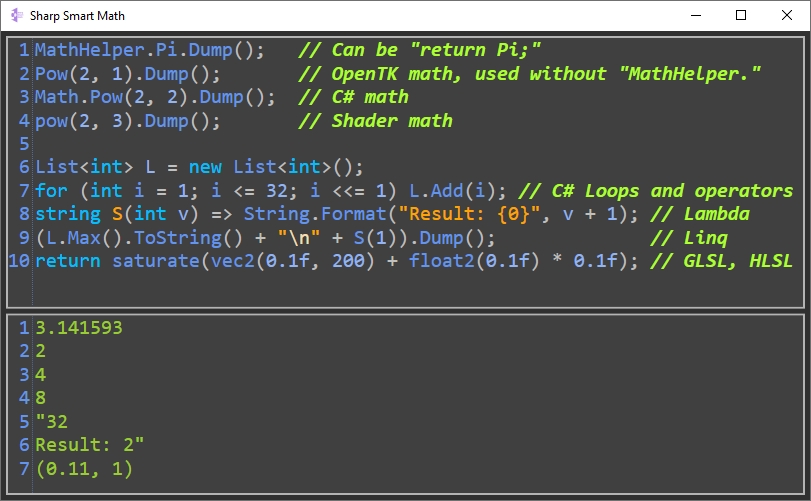 Sharp Smart Math
1 MathHelper.Pi.Dump();   // Can be "return Pi;"
2 Pow(2, 1).Dump();       // OpenTK math, used without "MathHelper."
3 Math.Pow(2, 2).Dump();  // C# math
4 pow(2, 3).Dump();       // Shader math
5
6 List<int> L = new List<int>();
7 for (int i = 1; i <= 32; i <<= 1) L.Add(i); // C# Loops and operators
8 string S(int v) => String.Format("Result: {0}", v + 1); // Lambda
9 (L.Max().ToString() + "\n" + S(1)).Dump();              // Linq
10 return saturate(vec2(0.1f, 200) + float2(0.1f) * 0.1f); // GLSL, HLSL
1 3.141593
2 2
3 4
4 8
5 "32
6 Result: 2"
7 (0.11, 1)